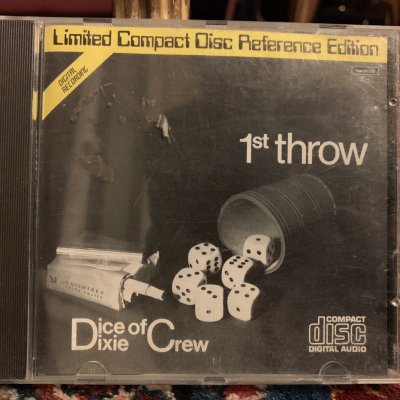 Limited Compact Disc Reference Edition
DIGITAL
RECORDING
1st throw
Dice of
Dixie Crew
COMPACT
disc
DIGITAL AUDIO